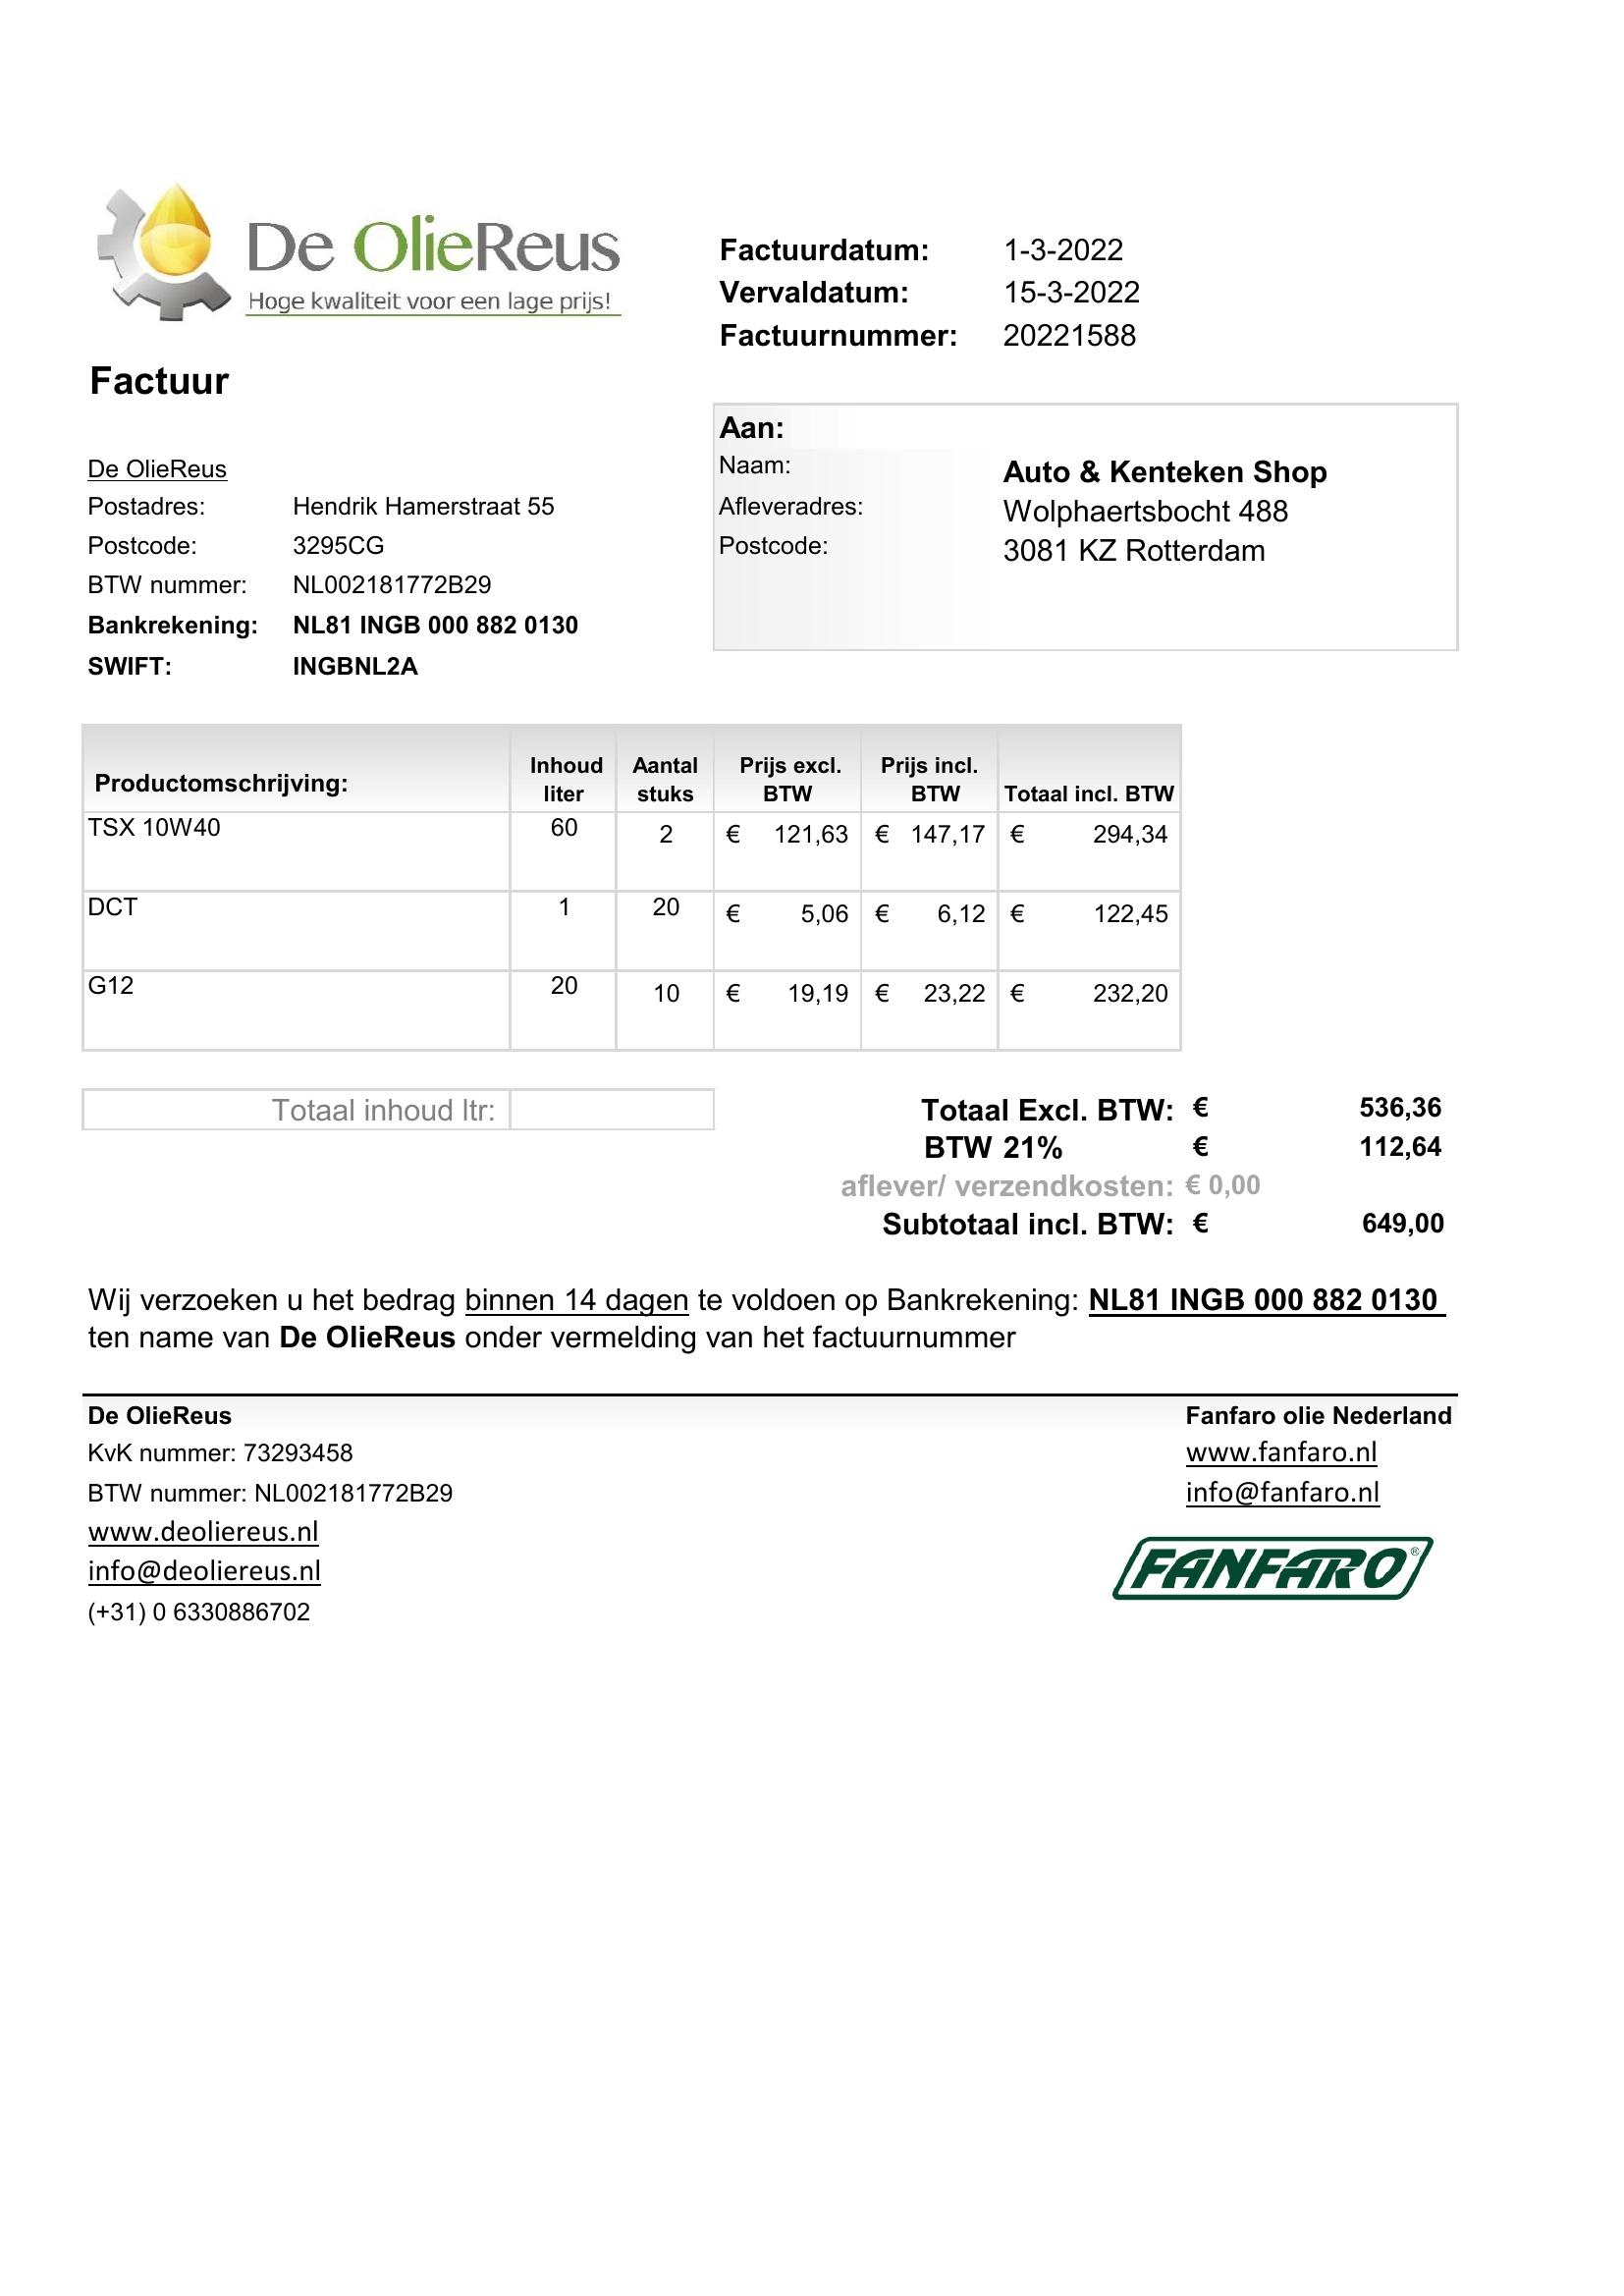 De OlieReus
Hoge kwaliteit voor een lage prijs!
Factuurdatum: 1-3-2022
Vervaldatum: 15-3-2022
Factuurnummer: 20221588
Factuur
Aan:
Naam: Auto & Kenteken Shop
Afleveradres: Wolphaertsbocht 488
Postcode: 3081 KZ Rotterdam
De OlieReus
Postadres: Hendrik Hamerstraat 55
Postcode: 3295CG
BTW nummer: NL002181772B29
Bankrekening: NL81 INGB 000 882 0130
SWIFT: INGBNL2A
Productomschrijving: Inhoud liter Aantal stuks Prijs excl. BTW Prijs incl. BTW Totaal incl. BTW
TSX 10W40 60 2 € 121,63 € 147,17 € 294,34
DCT 1 20 € 5,06 € 6,12 € 122,45
G12 20 10 € 19,19 € 23,22 € 232,20
Totaal inhoud ltr:
Totaal Excl. BTW: € 536,36
BTW 21% € 112,64
aflever/ verzendkosten: € 0,00
Subtotaal incl. BTW: € 649,00
Wij verzoeken u het bedrag binnen 14 dagen te voldoen op Bankrekening: NL81 INGB 000 882 0130
ten name van De OlieReus onder vermelding van het factuurnummer
De OlieReus
KvK nummer: 73293458
BTW nummer: NL002181772B29
www.deoliereus.nl
info@deoliereus.nl
(+31) 0 6330886702
Fanfaro olie Nederland
www.fanfaro.nl
info@fanfaro.nl
FANFARO®